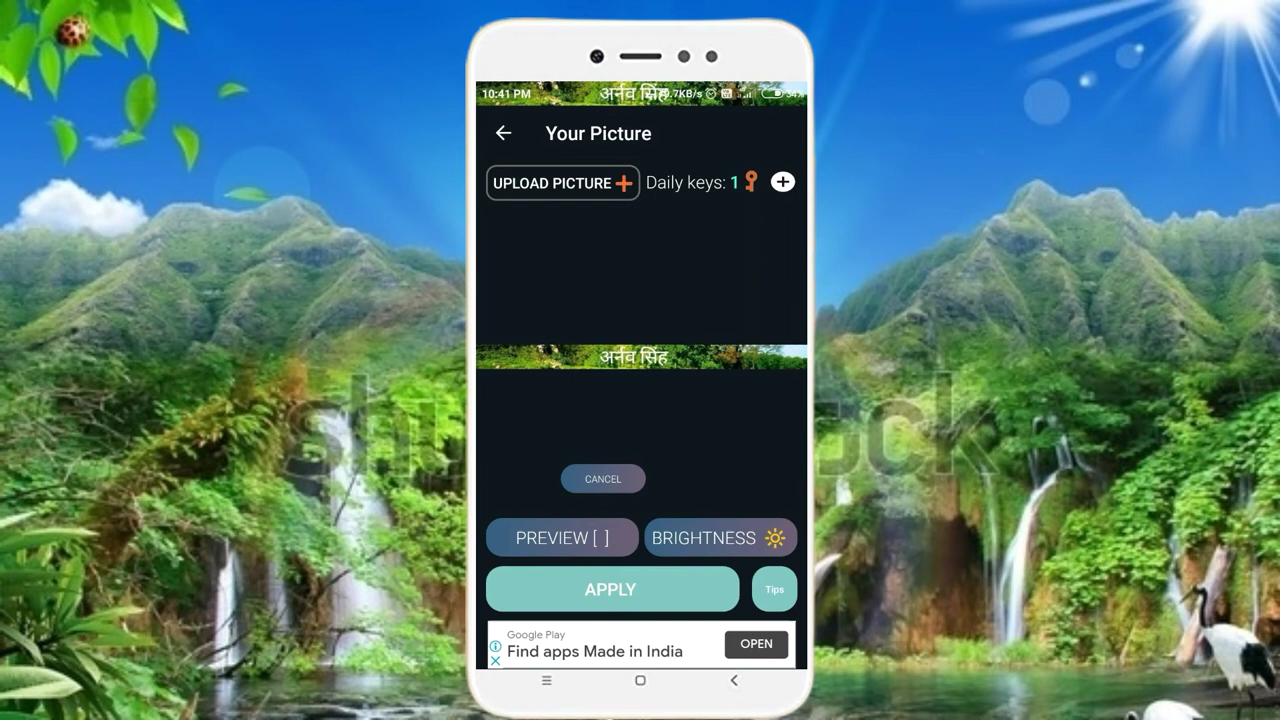 10:41 PM अर्नव सिंह .7KB/s 34%
Your Picture
UPLOAD PICTURE Daily keys: 1
अर्नव सिंह
CANCEL
PREVIEW [ ] BRIGHTNESS
APPLY Tips
Google Play
Find apps Made in India OPEN